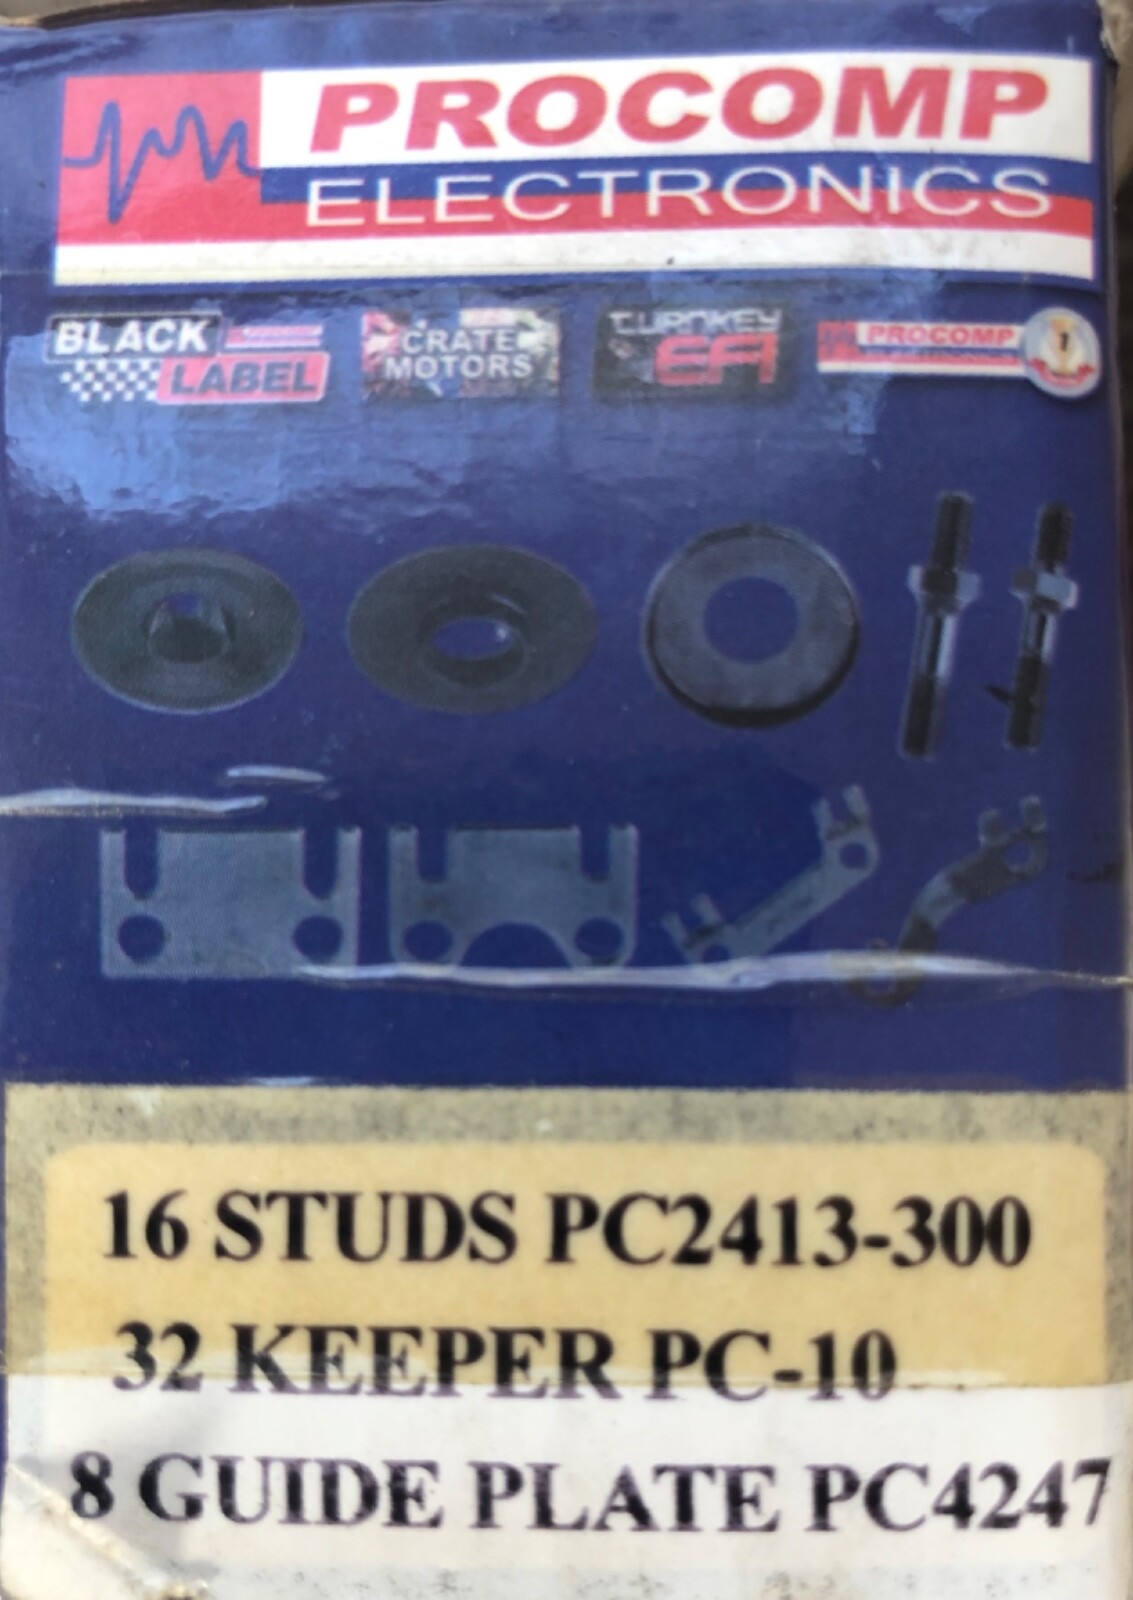 PROCOMP
ELECTRONICS
BLACK
LABEL
CRATE
MOTORS
TURNKEY
EFI
PROCOMP
16 STUDS PC2413-300
32 KEEPER PC-10
8 GUIDE PLATE PC4247